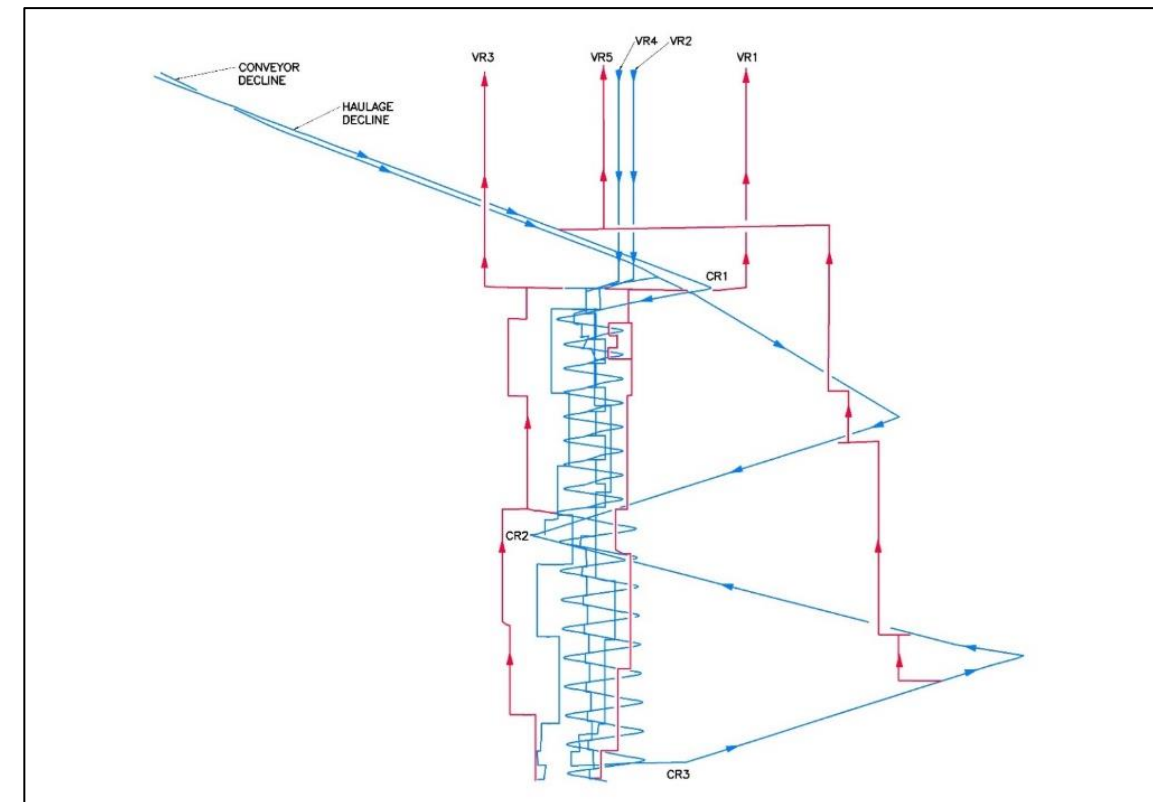 VR4
VR2
VR3
VR5
VR1
CONVEYOR
DECLINE
HAULAGE
DECLINE
CR1
CR2
CR3